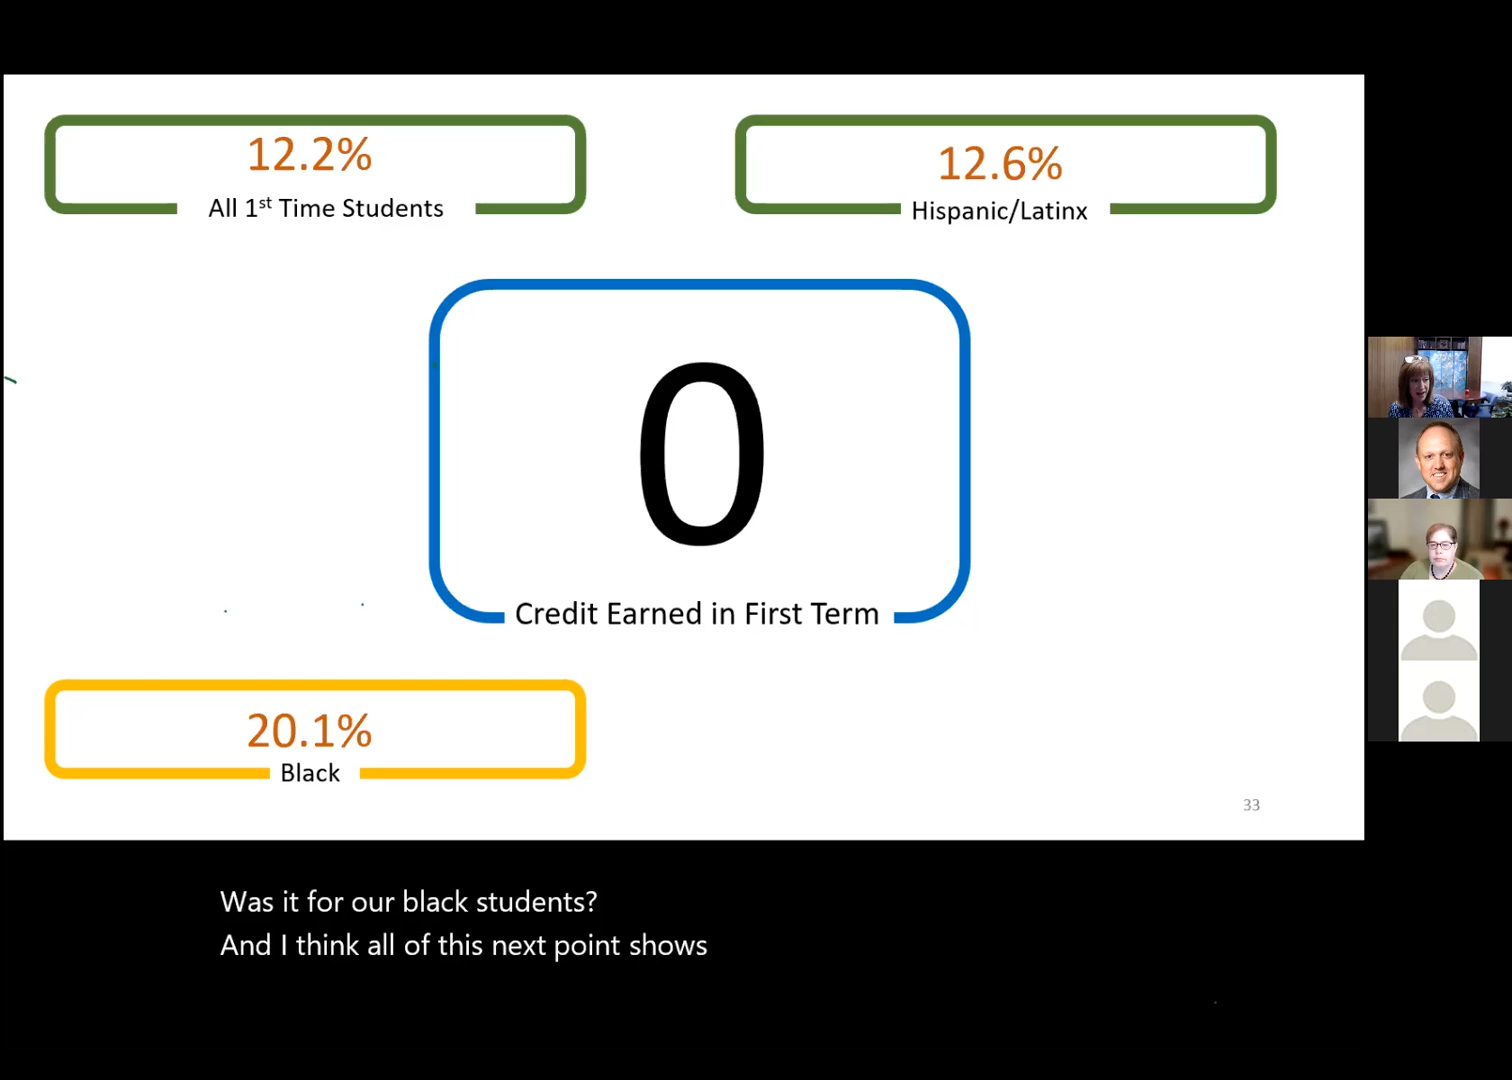 12.2%
All 1st Time Students
12.6%
Hispanic/Latinx
0
Credit Earned in First Term
20.1%
Black
33
Was it for our black students?
And I think all of this next point shows